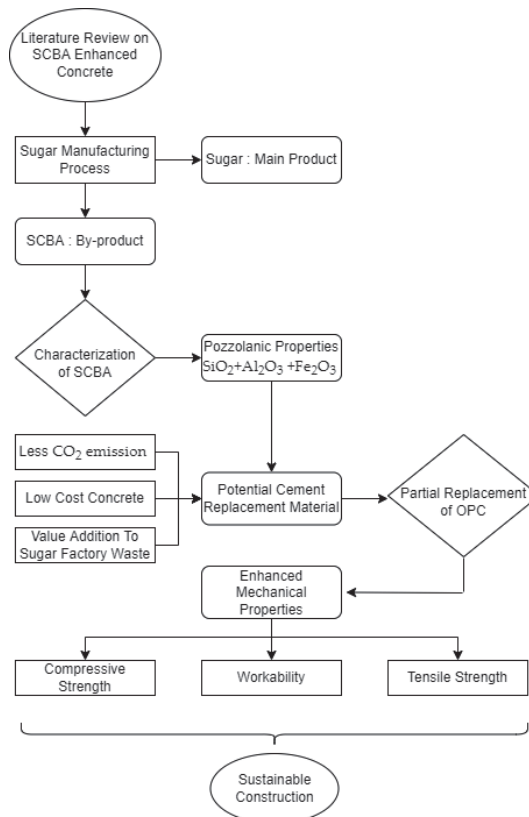 Literature Review on
SCBA Enhanced
Concrete
Sugar Manufacturing
Process
Sugar : Main Product
SCBA : By-product
Characterization
of SCBA
Pozzolanic Properties
SiO₂+Al₂O₃ +Fe₂O₃
Less CO₂ emission
Low Cost Concrete
Value Addition To
Sugar Factory Waste
Potential Cement
Replacement Material
Partial Replacement
of OPC
Enhanced
Mechanical
Properties
Compressive
Strength
Workability
Tensile Strength
Sustainable
Construction